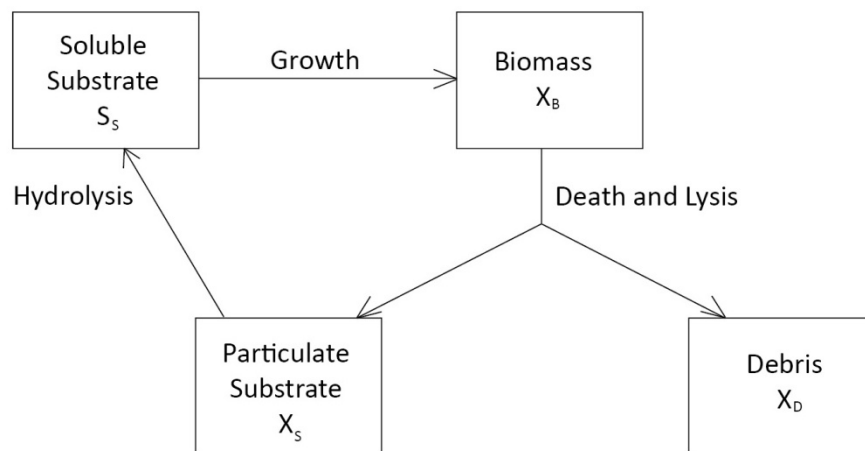 Soluble
Substrate
S_S
Growth
Biomass
X_B
Hydrolysis
Death and Lysis
Particulate
Substrate
X_S
Debris
X_D